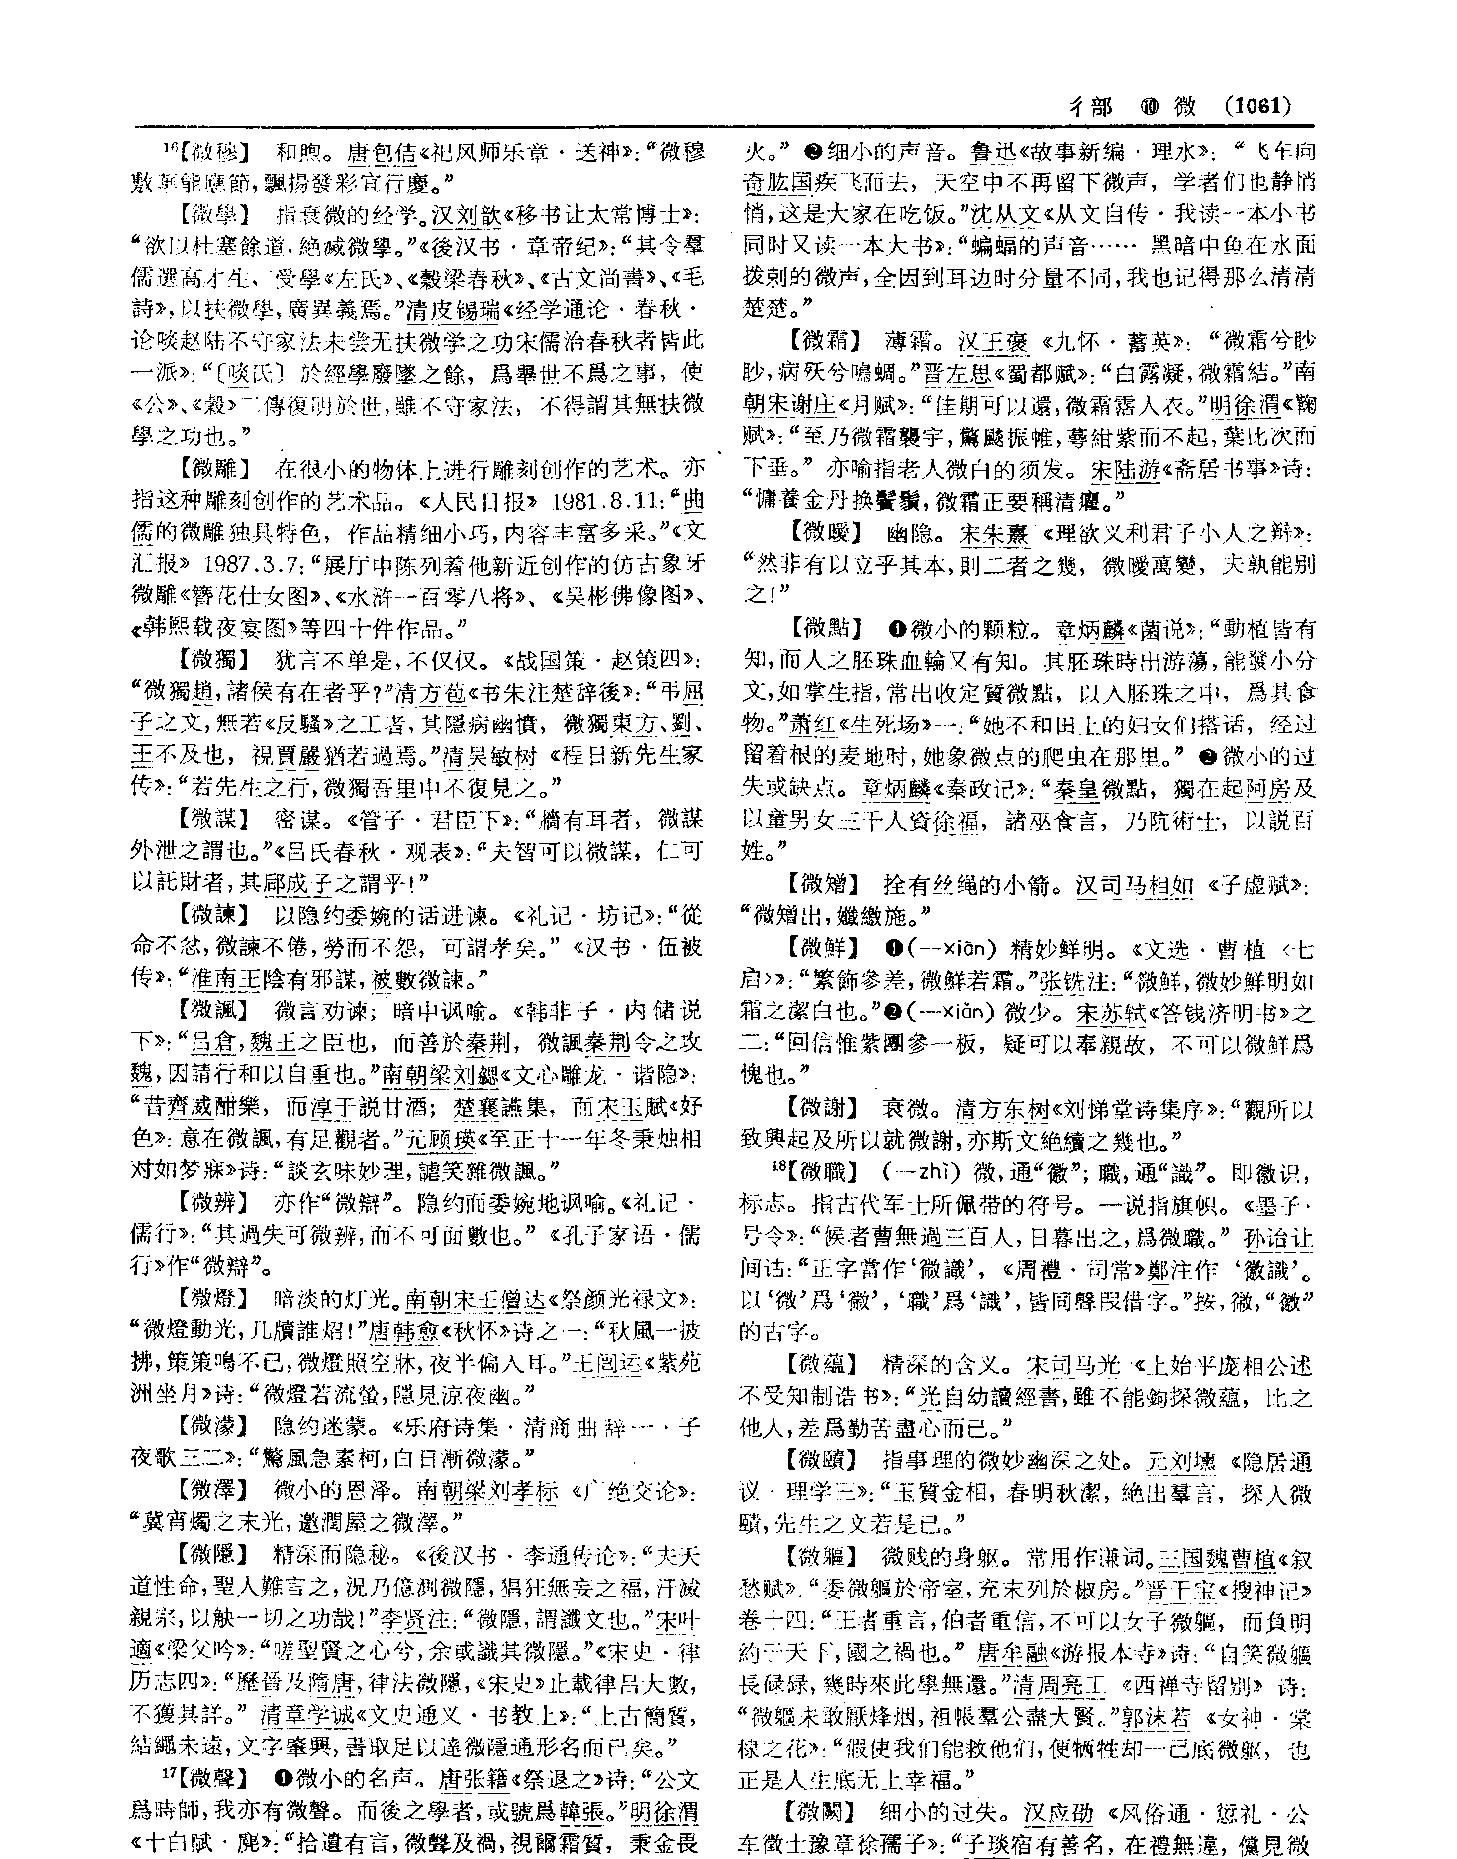 彳部 ⑩ 微 (1061)
¹⁶【微穆】 和煦。唐包佶《祀风师乐章·送神》：“微穆
敷華能應節，飄揚發彩宜行慶。”
【微學】 指衰微的经学。汉刘歆《移书让太常博士》：
“欲以杜塞餘道，絶滅微學。”《後汉书·章帝纪》：“其令羣
儒選高才生，受學《左氏》、《穀梁春秋》、《古文尚書》、《毛
詩》，以扶微學，廣異義焉。”清皮锡瑞《经学通论·春秋·
论啖赵陆不守家法未尝无扶微学之功宋儒治春秋者皆此
一派》：“〔啖氏〕於經學廢墜之餘，爲舉世不爲之事，使
《公》、《穀》二傳復明於世，雖不守家法，不得謂其無扶微
學之功也。”
【微雕】 在很小的物体上进行雕刻创作的艺术。亦
指这种雕刻创作的艺术品。《人民日报》 1981.8.11：“曲
儒的微雕独具特色，作品精细小巧，内容丰富多采。”《文
汇报》 1987.3.7：“展厅中陈列着他新近创作的仿古象牙
微雕《簪花仕女图》、《水浒一百零八将》、《吴彬佛像图》、
《韩熙载夜宴图》等四十件作品。”
【微獨】 犹言不单是，不仅仅。《战国策·赵策四》：
“微獨趙，諸侯有在者乎？”清方苞《书朱注楚辞後》：“弔屈
子之文，無若《反騷》之工者，其隱病幽憤，微獨東方、劉、
王不及也，視賈嚴猶若過焉。”清吴敏树《程日新先生家
传》：“若先生之行，微獨吾里中不復見之。”
【微謀】 密谋。《管子·君臣下》：“牆有耳者，微謀
外泄之謂也。”《吕氏春秋·观表》：“夫智可以微謀，仁可
以託財者，其郈成子之謂乎！”
【微諫】 以隐约委婉的话进谏。《礼记·坊记》：“從
命不忿，微諫不倦，勞而不怨，可謂孝矣。”《汉书·伍被
传》：“淮南王陰有邪謀，被數微諫。”
【微諷】 微言劝谏；暗中讽喻。《韩非子·内储说
下》：“吕倉，魏王之臣也，而善於秦荆，微諷秦荆令之攻
魏，因請行和以自重也。”南朝梁刘勰《文心雕龙·谐隐》：
“昔齊威酣樂，而淳于説甘酒；楚襄讌集，而宋玉賦《好
色》：意在微諷，有足觀者。”元顾瑛《至正十一年冬秉烛相
对如梦寐》诗：“談玄味妙理，謔笑雜微諷。”
【微辨】 亦作“微辯”。隐约而委婉地讽喻。《礼记·
儒行》：“其過失可微辨，而不可面數也。”《孔子家语·儒
行》作“微辯”。
【微燈】 暗淡的灯光。南朝宋王僧达《祭颜光禄文》：
“微燈動光，几牘誰炤！”唐韩愈《秋怀》诗之一：“秋風一披
拂，策策鳴不已；微燈照空牀，夜半偏入耳。”王闿运《紫苑
洲坐月》诗：“微燈若流螢，隱見涼夜幽。”
【微濛】 隐约迷蒙。《乐府诗集·清商曲辞一·子
夜歌三二》：“驚風急素柯，白日漸微濛。”
【微澤】 微小的恩泽。南朝梁刘孝标《广绝交论》：
“冀宵燭之末光，邀潤屋之微澤。”
【微隱】 精深而隐秘。《後汉书·李通传论》：“夫天
道性命，聖人難言之，況乃億測微隱，猖狂無妄之福，汙滅
親宗，以觖一切之功哉！”李贤注：“微隱，謂讖文也。”宋叶
適《梁父吟》：“嗟聖賢之心兮，余或識其微隱。”《宋史·律
历志四》：“歷晉及隋唐，律法微隱，《宋史》止載律吕大數，
不獲其詳。”清章学诚《文史通义·书教上》：“上古簡質，
結繩未遠，文字肇興，書取足以達微隱通形名而已矣。”
¹⁷【微聲】 ❶微小的名声。唐张籍《祭退之》诗：“公文
爲時師，我亦有微聲。而後之學者，或號爲韓張。”明徐渭
《十白賦·麂》：“拾遺有言，微聲及禍，視爾霜質，秉金畏
火。” ❷细小的声音。鲁迅《故事新编·理水》：“飞车向
奇肱国疾飞而去，天空中不再留下微声，学者们也静悄
悄，这是大家在吃饭。”沈从文《从文自传·我读一本小书
同时又读一本大书》：“蝙蝠的声音……黑暗中鱼在水面
拨剌的微声，全因到耳边时分量不同，我也记得那么清清
楚楚。”
【微霜】 薄霜。汉王褒《九怀·蓄英》：“微霜兮眇
眇，病殀兮鳴蜩。”晋左思《蜀都赋》：“白露凝，微霜結。”南
朝宋谢庄《月赋》：“佳期可以還，微霜霑人衣。”明徐渭《鞠
赋》：“至乃微霜襲宇，驚飇振帷，蕚紺紫而不起，葉比次而
下垂。” 亦喻指老人微白的须发。宋陆游《斋居书事》诗：
“慵養金丹换鬢鬚，微霜正要稱清癯。”
【微曖】 幽隐。宋朱熹《理欲义利君子小人之辩》：
“然非有以立乎其本，則二者之幾，微曖萬變，夫孰能别
之！”
【微點】 ❶微小的颗粒。章炳麟《菌说》：“動植皆有
知，而人之胚珠血輪又有知。其胚珠時出游蕩，能發小分
文，如掌生指，常出收定質微點，以入胚珠之中，爲其食
物。”萧红《生死场》一：“她不和田上的妇女们搭话，经过
留着根的麦地时，她象微点的爬虫在那里。” ❷微小的过
失或缺点。章炳麟《秦政记》：“秦皇微點，獨在起阿房及
以童男女三千人資徐福，諸巫食言，乃阬術士，以説百
姓。”
【微矰】 拴有丝绳的小箭。汉司马相如《子虚赋》：
“微矰出，孅繳施。”
【微鮮】 ❶(—xiān) 精妙鲜明。《文选·曹植〈七
启〉》：“繁飾參差，微鮮若霜。”张铣注：“微鮮，微妙鮮明如
霜之潔白也。”❷(—xiǎn) 微少。宋苏轼《答钱济明书》之
二：“回信惟紫團參一板，疑可以奉親故，不可以微鮮爲
愧也。”
【微謝】 衰微。清方东树《刘悌堂诗集序》：“觀所以
致興起及所以就微謝，亦斯文絶續之幾也。”
¹⁸【微職】 (—zhì) 微，通“徽”；職，通“識”。即徽识，
标志。指古代军士所佩带的符号。一说指旗帜。《墨子·
号令》：“候者曹無過三百人，日暮出之，爲微職。”孙诒让
间诂：“正字當作‘微識’，《周禮·司常》鄭注作‘徽識’。
以‘微’爲‘徽’，‘職’爲‘識’，皆同聲叚借字。”按，微，“徽”
的古字。
【微蘊】 精深的含义。宋司马光《上始平庞相公述
不受知制诰书》：“光自幼讀經書，雖不能鉤探微蘊，比之
他人，差爲勤苦盡心而已。”
【微賾】 指事理的微妙幽深之处。元刘壎《隐居通
议·理学三》：“玉質金相，春明秋潔，絶出羣言，探入微
賾，先生之文若是已。”
【微軀】 微贱的身躯。常用作谦词。三国魏曹植《叙
愁赋》：“委微軀於帝室，充末列於椒房。”晋干宝《搜神记》
卷十四：“王者重言，伯者重信，不可以女子微軀，而負明
約于天下，國之禍也。” 唐牟融《游报本寺》诗：“自笑微軀
長碌碌，幾時來此學無還。”清周亮工《西禅寺留别》诗：
“微軀未敢厭烽烟，祖帳羣公盡大賢。”郭沫若《女神·棠
棣之花》：“假使我们能救他们，便牺牲却一己底微躯，也
正是人生底无上幸福。”
【微闕】 细小的过失。汉应劭《风俗通·愆礼·公
车徵士豫章徐孺子》：“子琰宿有善名，在禮無違，儻見微